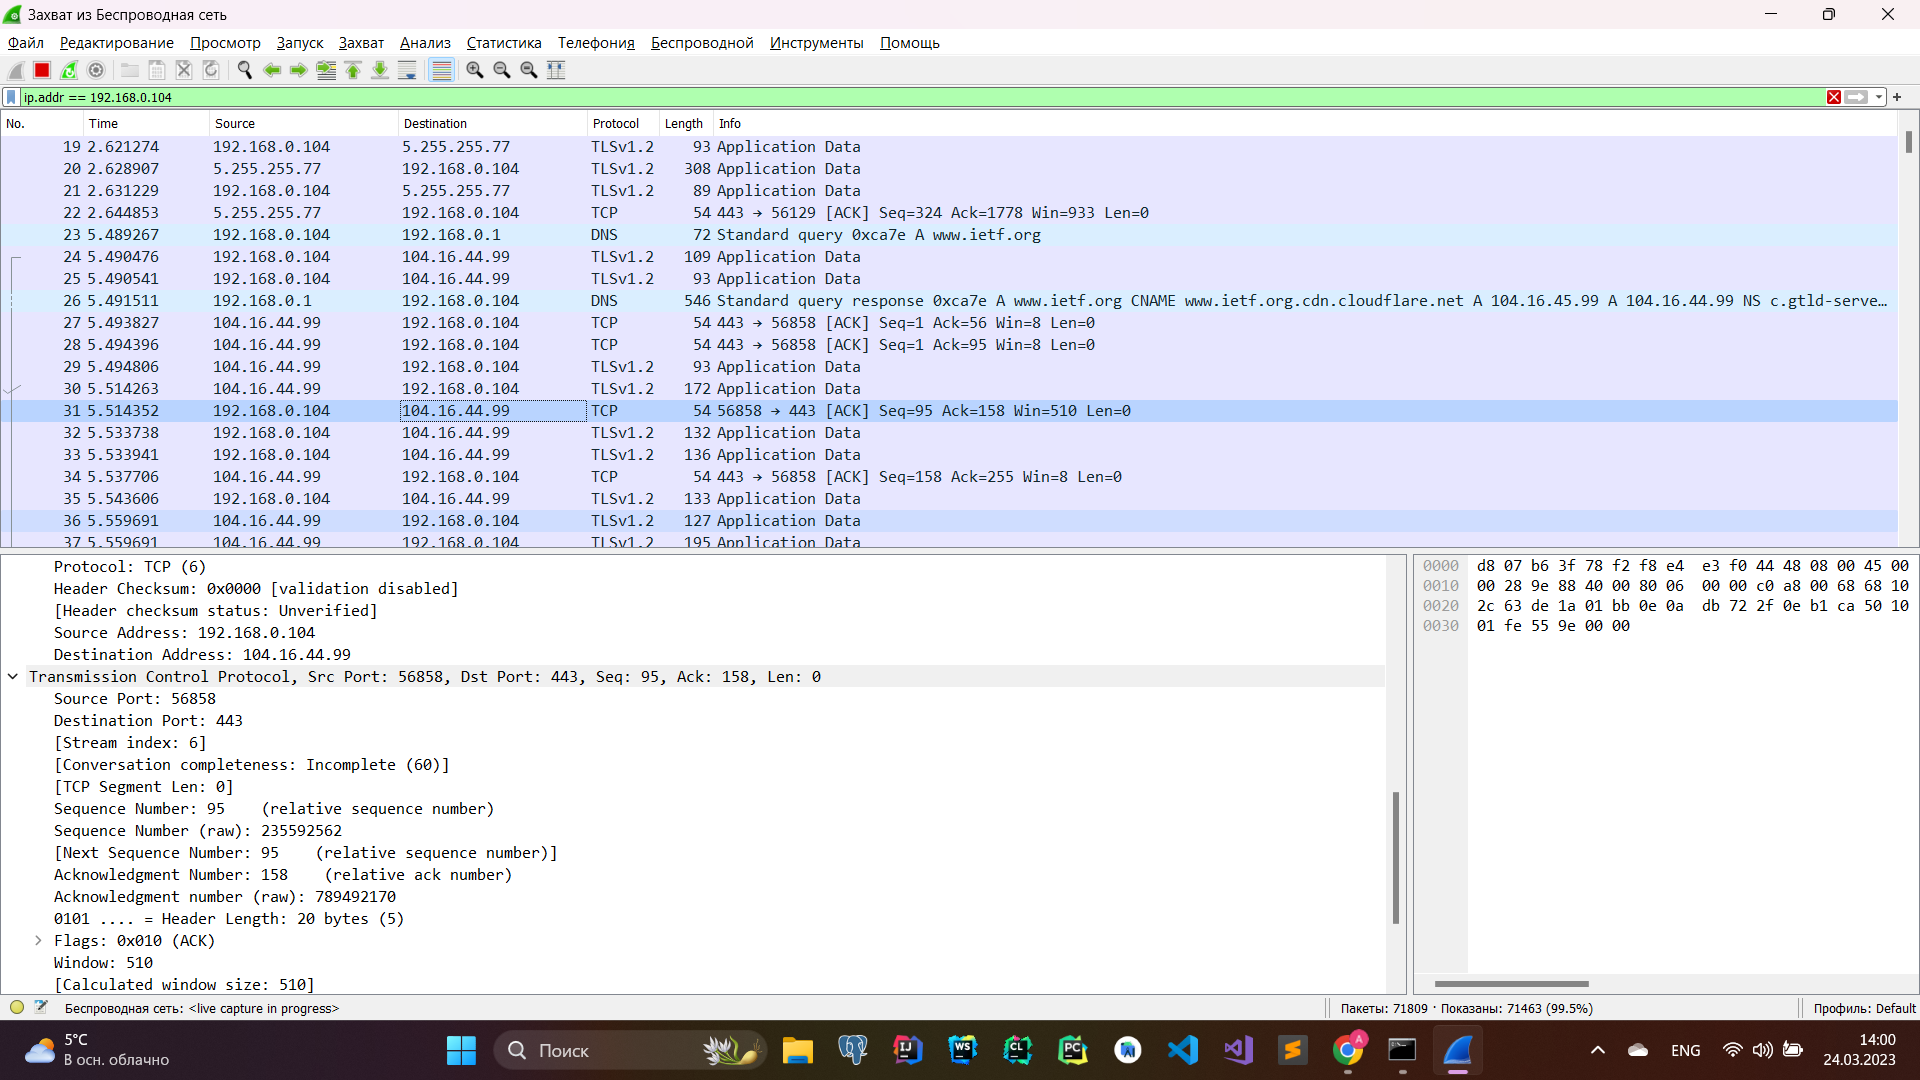 Захват из Беспроводная сеть
Файл Редактирование Просмотр Запуск Захват Анализ Статистика Телефония Беспроводной Инструменты Помощь
ip.addr == 192.168.0.104
No. Time Source Destination Protocol Length Info
19 2.621274 192.168.0.104 5.255.255.77 TLSv1.2 93 Application Data
20 2.628907 5.255.255.77 192.168.0.104 TLSv1.2 308 Application Data
21 2.631229 192.168.0.104 5.255.255.77 TLSv1.2 89 Application Data
22 2.644853 5.255.255.77 192.168.0.104 TCP 54 443 → 56129 [ACK] Seq=324 Ack=1778 Win=933 Len=0
23 5.489267 192.168.0.104 192.168.0.1 DNS 72 Standard query 0xca7e A www.ietf.org
24 5.490476 192.168.0.104 104.16.44.99 TLSv1.2 109 Application Data
25 5.490541 192.168.0.104 104.16.44.99 TLSv1.2 93 Application Data
26 5.491511 192.168.0.1 192.168.0.104 DNS 546 Standard query response 0xca7e A www.ietf.org CNAME www.ietf.org.cdn.cloudflare.net A 104.16.45.99 A 104.16.44.99 NS c.gtld-serve…
27 5.493827 104.16.44.99 192.168.0.104 TCP 54 443 → 56858 [ACK] Seq=1 Ack=56 Win=8 Len=0
28 5.494396 104.16.44.99 192.168.0.104 TCP 54 443 → 56858 [ACK] Seq=1 Ack=95 Win=8 Len=0
29 5.494806 104.16.44.99 192.168.0.104 TLSv1.2 93 Application Data
30 5.514263 104.16.44.99 192.168.0.104 TLSv1.2 172 Application Data
31 5.514352 192.168.0.104 104.16.44.99 TCP 54 56858 → 443 [ACK] Seq=95 Ack=158 Win=510 Len=0
32 5.533738 192.168.0.104 104.16.44.99 TLSv1.2 132 Application Data
33 5.533941 192.168.0.104 104.16.44.99 TLSv1.2 136 Application Data
34 5.537706 104.16.44.99 192.168.0.104 TCP 54 443 → 56858 [ACK] Seq=158 Ack=255 Win=8 Len=0
35 5.543606 192.168.0.104 104.16.44.99 TLSv1.2 133 Application Data
36 5.559691 104.16.44.99 192.168.0.104 TLSv1.2 127 Application Data
37 5.559691 104.16.44.99 192.168.0.104 TLSv1.2 195 Application Data
Protocol: TCP (6)
Header Checksum: 0x0000 [validation disabled]
[Header checksum status: Unverified]
Source Address: 192.168.0.104
Destination Address: 104.16.44.99
Transmission Control Protocol, Src Port: 56858, Dst Port: 443, Seq: 95, Ack: 158, Len: 0
Source Port: 56858
Destination Port: 443
[Stream index: 6]
[Conversation completeness: Incomplete (60)]
[TCP Segment Len: 0]
Sequence Number: 95 (relative sequence number)
Sequence Number (raw): 235592562
[Next Sequence Number: 95 (relative sequence number)]
Acknowledgment Number: 158 (relative ack number)
Acknowledgment number (raw): 789492170
0101 .... = Header Length: 20 bytes (5)
Flags: 0x010 (ACK)
Window: 510
[Calculated window size: 510]
0000 d8 07 b6 3f 78 f2 f8 e4 e3 f0 44 48 08 00 45 00
0010 00 28 9e 88 40 00 80 06 00 00 c0 a8 00 68 68 10
0020 2c 63 de 1a 01 bb 0e 0a db 72 2f 0e b1 ca 50 10
0030 01 fe 55 9e 00 00
Беспроводная сеть: <live capture in progress>
Пакеты: 71809 · Показаны: 71463 (99.5%)
Профиль: Default
5°C
В осн. облачно
Поиск
IJ WS CL PC
A
ENG
14:00
24.03.2023